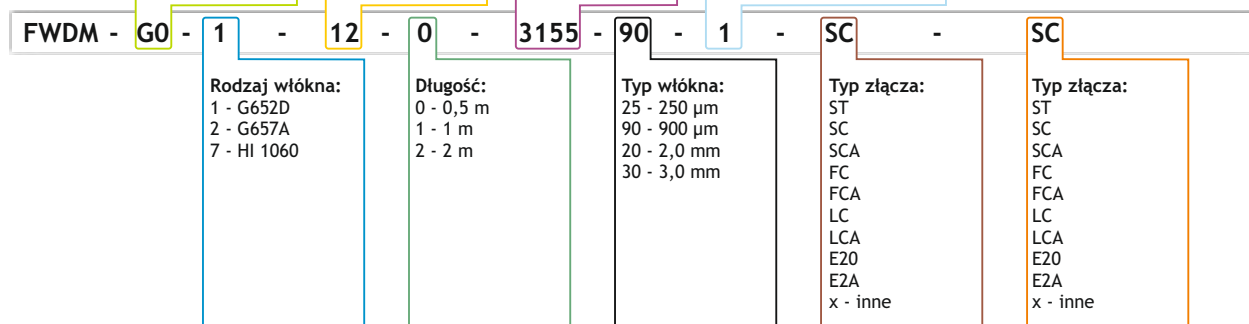 FWDM - G0 - 1 - 12 - 0 - 3155 - 90 - 1 - SC - SC
Rodzaj włókna:
1 - G652D
2 - G657A
7 - HI 1060
Długość:
0 - 0,5 m
1 - 1 m
2 - 2 m
Typ włókna:
25 - 250 µm
90 - 900 µm
20 - 2,0 mm
30 - 3,0 mm
Typ złącza:
ST
SC
SCA
FC
FCA
LC
LCA
E20
E2A
x - inne
Typ złącza:
ST
SC
SCA
FC
FCA
LC
LCA
E20
E2A
x - inne